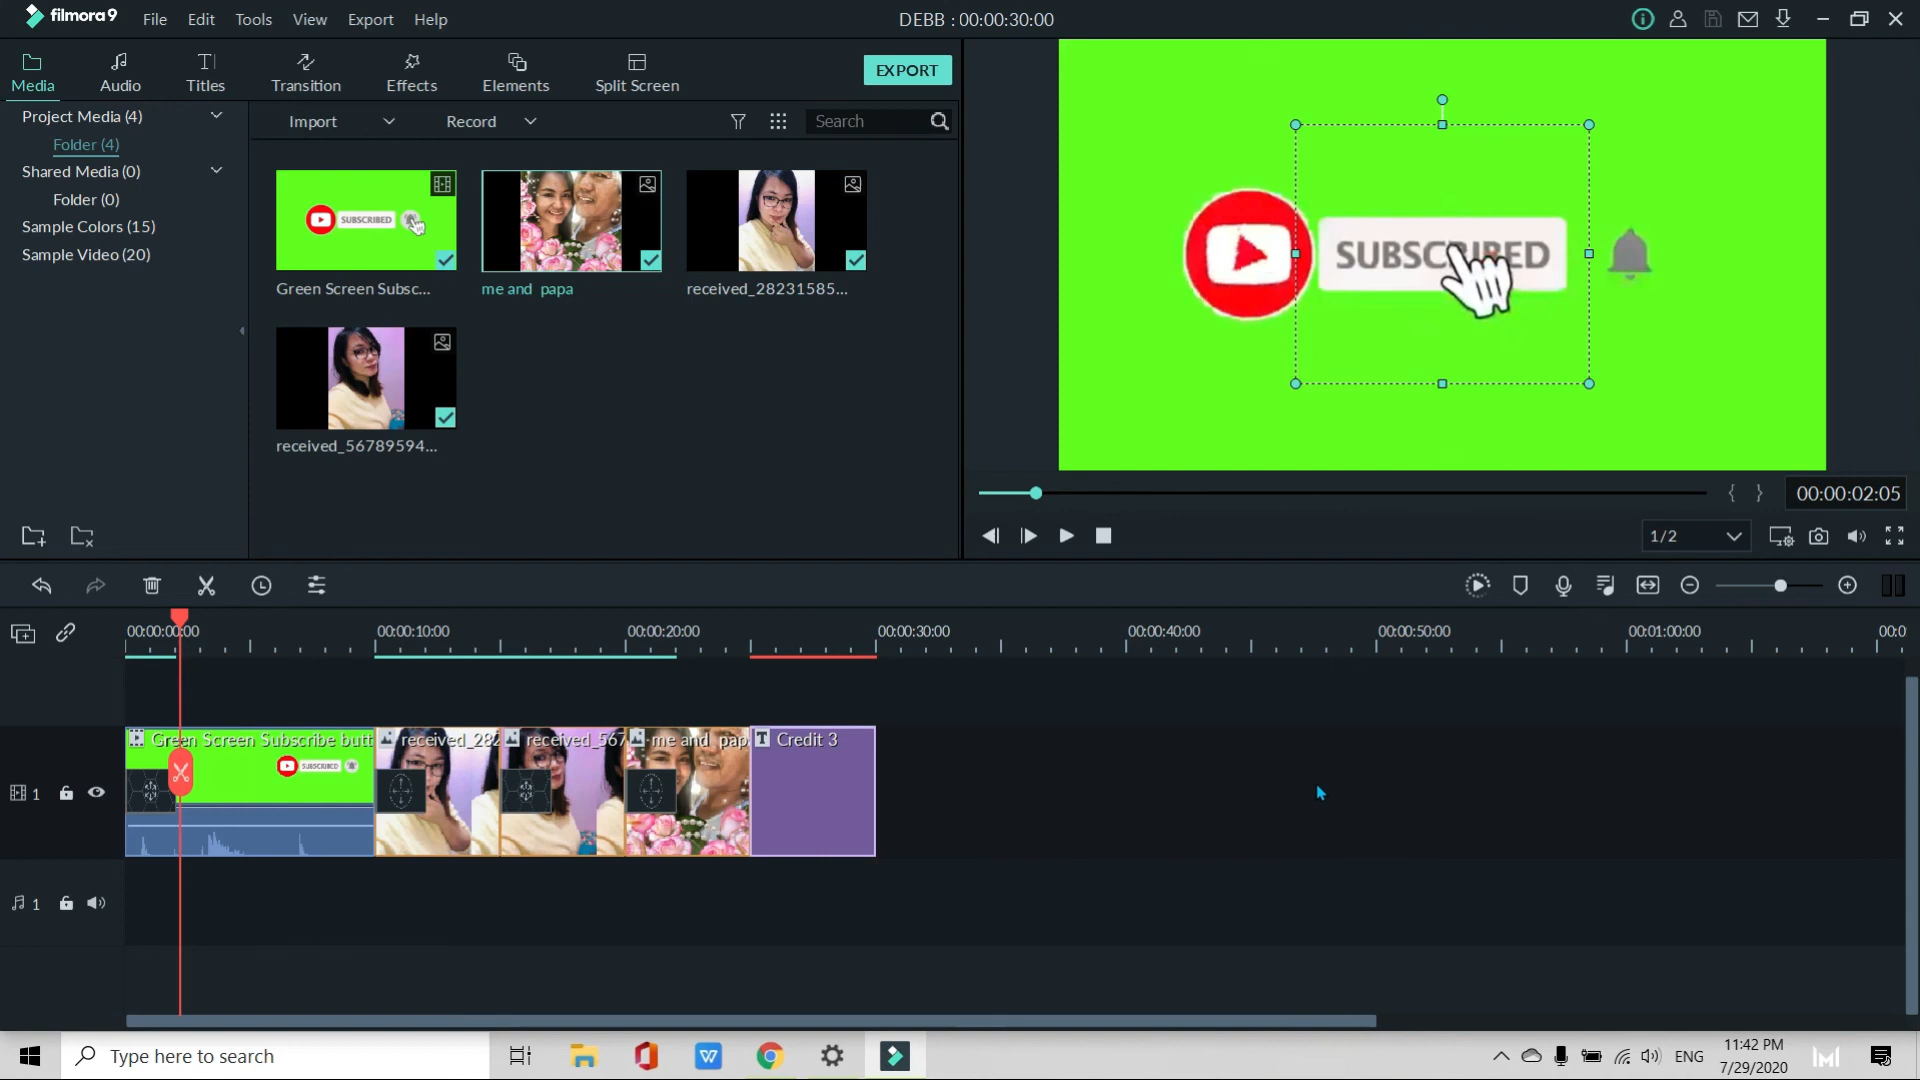 filmora9 File Edit Tools View Export Help DEBB : 00:00:30:00
Media Audio Titles Transition Effects Elements Split Screen EXPORT
Project Media (4)
Folder (4)
Shared Media (0)
Folder (0)
Sample Colors (15)
Sample Video (20)
Import Record Search
SUBSCRIBED
Green Screen Subsc... me and papa received_28231585...
received_56789594...
SUBSCRIBED
00:00:02:05
1/2
00:00:00:00 00:00:10:00 00:00:20:00 00:00:30:00 00:00:40:00 00:00:50:00 00:01:00:00 00:0
Green Screen Subscribe butt received_282 received_567 me and pap T Credit 3
SUBSCRIBED
1
1
Type here to search
W
ENG
11:42 PM
7/29/2020